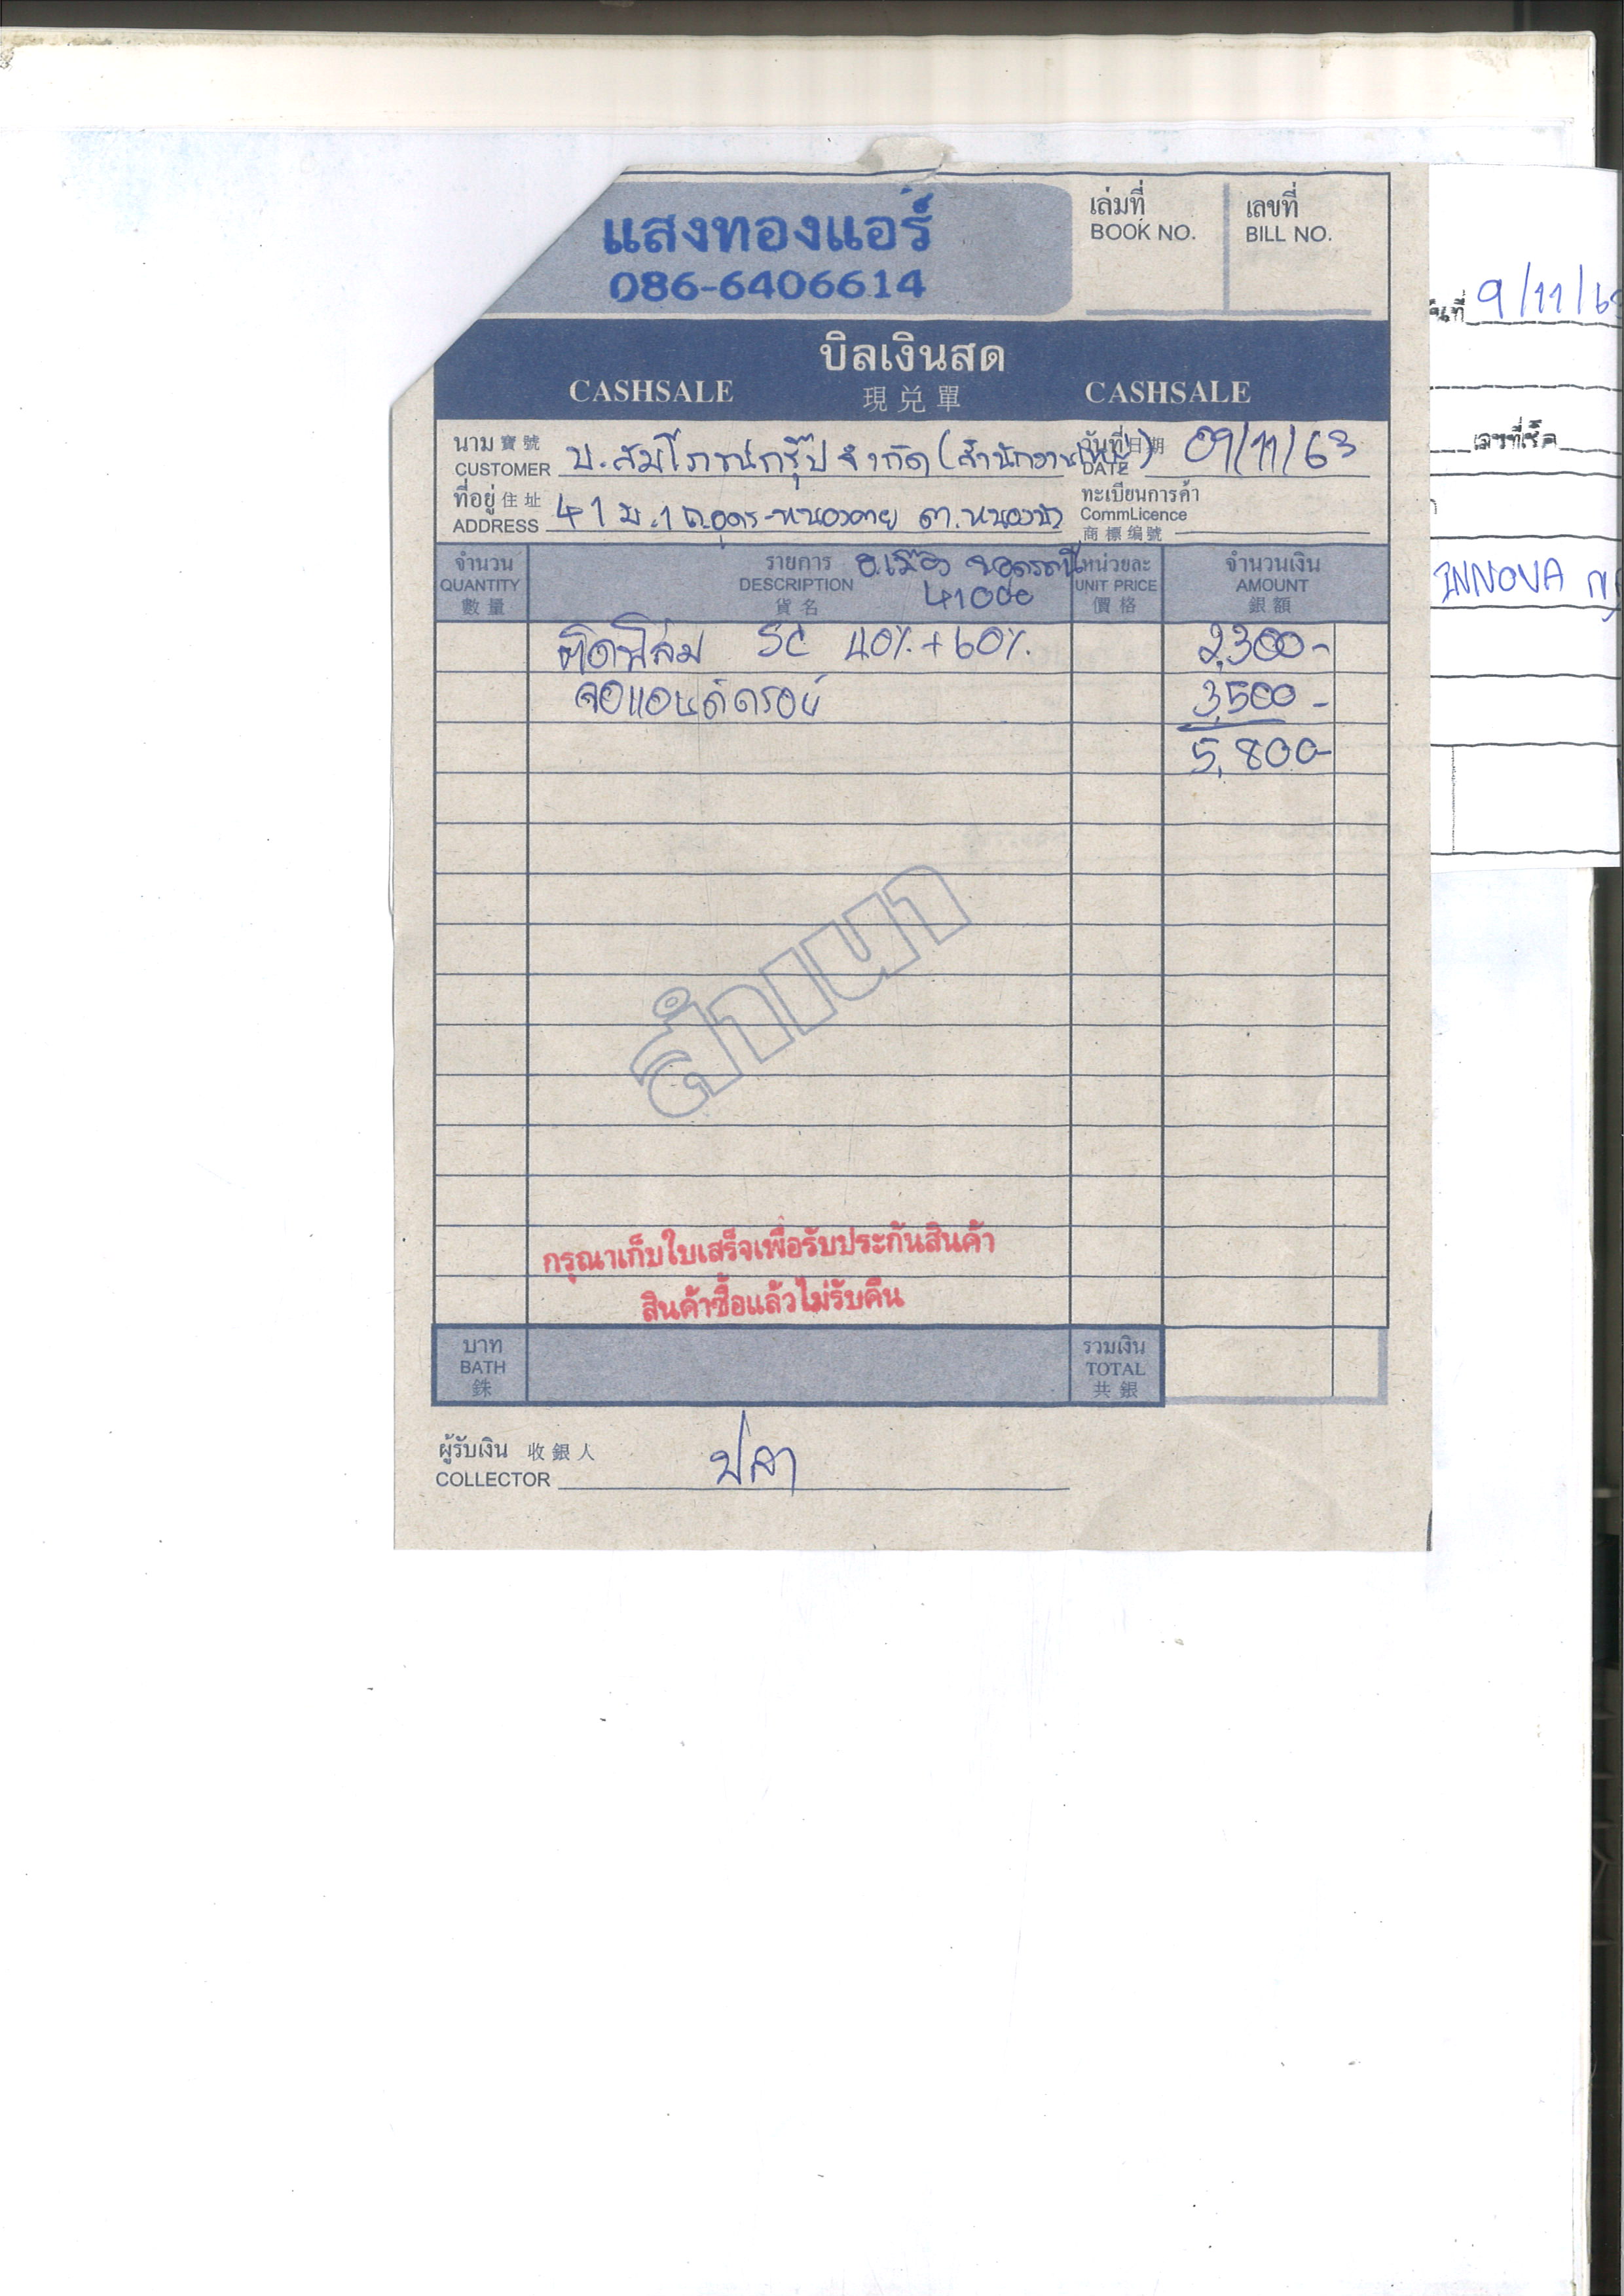 แสงทองแอร์
086-6406614
เล่มที่
BOOK NO.
เลขที่
BILL NO.
บิลเงินสด
CASHSALE 現兌單 CASHSALE
วันที่ 9/11/63
นาม 寶號
CUSTOMER
บ.สัมโภชน์กรุ๊ป จำกัด (สำนักงานใหญ่)
วันที่ 日期
DATE
09/11/63
เลขที่เช็ค
ที่อยู่ 住址
ADDRESS
41 ม.1 ถ.อุดร-หนองคาย ต.หนองบัว
ทะเบียนการค้า
CommLicence
商標編號
อ.เมือง จ.อุดรธานี
41000
จำนวน
QUANTITY
數量
รายการ
DESCRIPTION
貨名
หน่วยละ
UNIT PRICE
價格
จำนวนเงิน
AMOUNT
銀額
INNOVA
ติดฟิล์ม SC 40% + 60% 2,300-
จอแอนด์ดรอย์ 3,500-
5,800-
สำเนา
กรุณาเก็บใบเสร็จเพื่อรับประกันสินค้า
สินค้าซื้อแล้วไม่รับคืน
บาท
BATH
銖
รวมเงิน
TOTAL
共銀
ผู้รับเงิน 收銀人
COLLECTOR